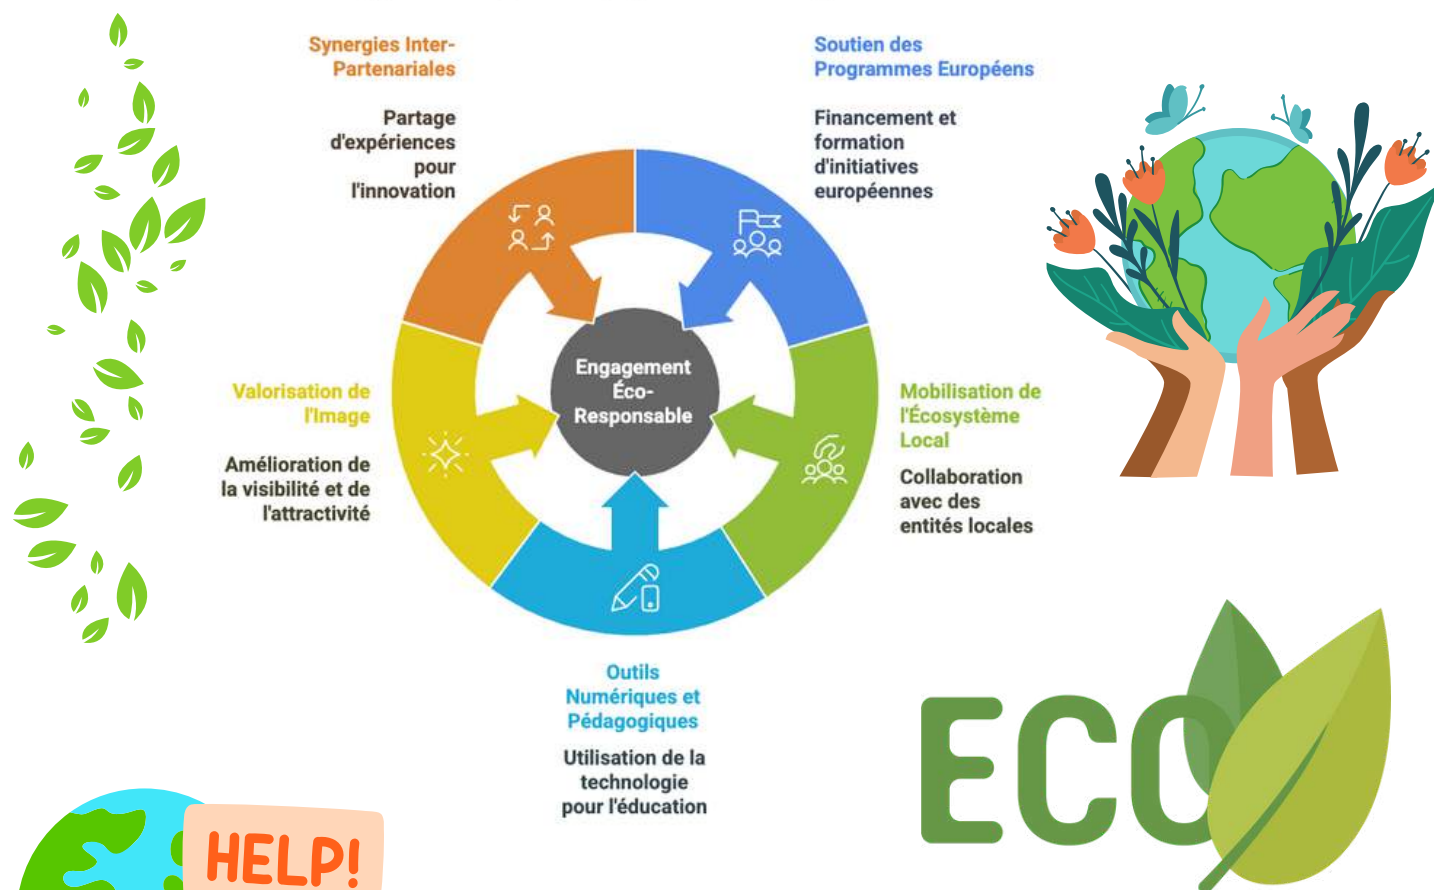 Synergies Inter-
Partenariales
Partage
d'expériences
pour
l'innovation
Soutien des
Programmes Européens
Financement et
formation
d'initiatives
européennes
Engagement
Éco-
Responsable
Valorisation de
l'Image
Amélioration de
la visibilité et de
l'attractivité
Mobilisation de
l'Écosystème
Local
Collaboration
avec des
entités locales
Outils
Numériques et
Pédagogiques
Utilisation de la
technologie
pour l'éducation
ECO
HELP!